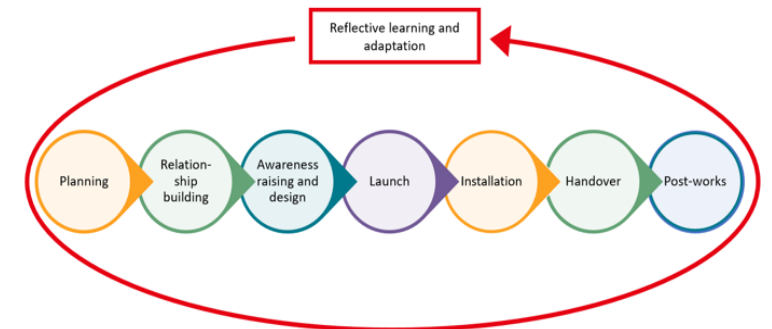 Reflective learning and
adaptation
Planning
Relation-
ship
building
Awareness
raising and
design
Launch
Installation
Handover
Post-works